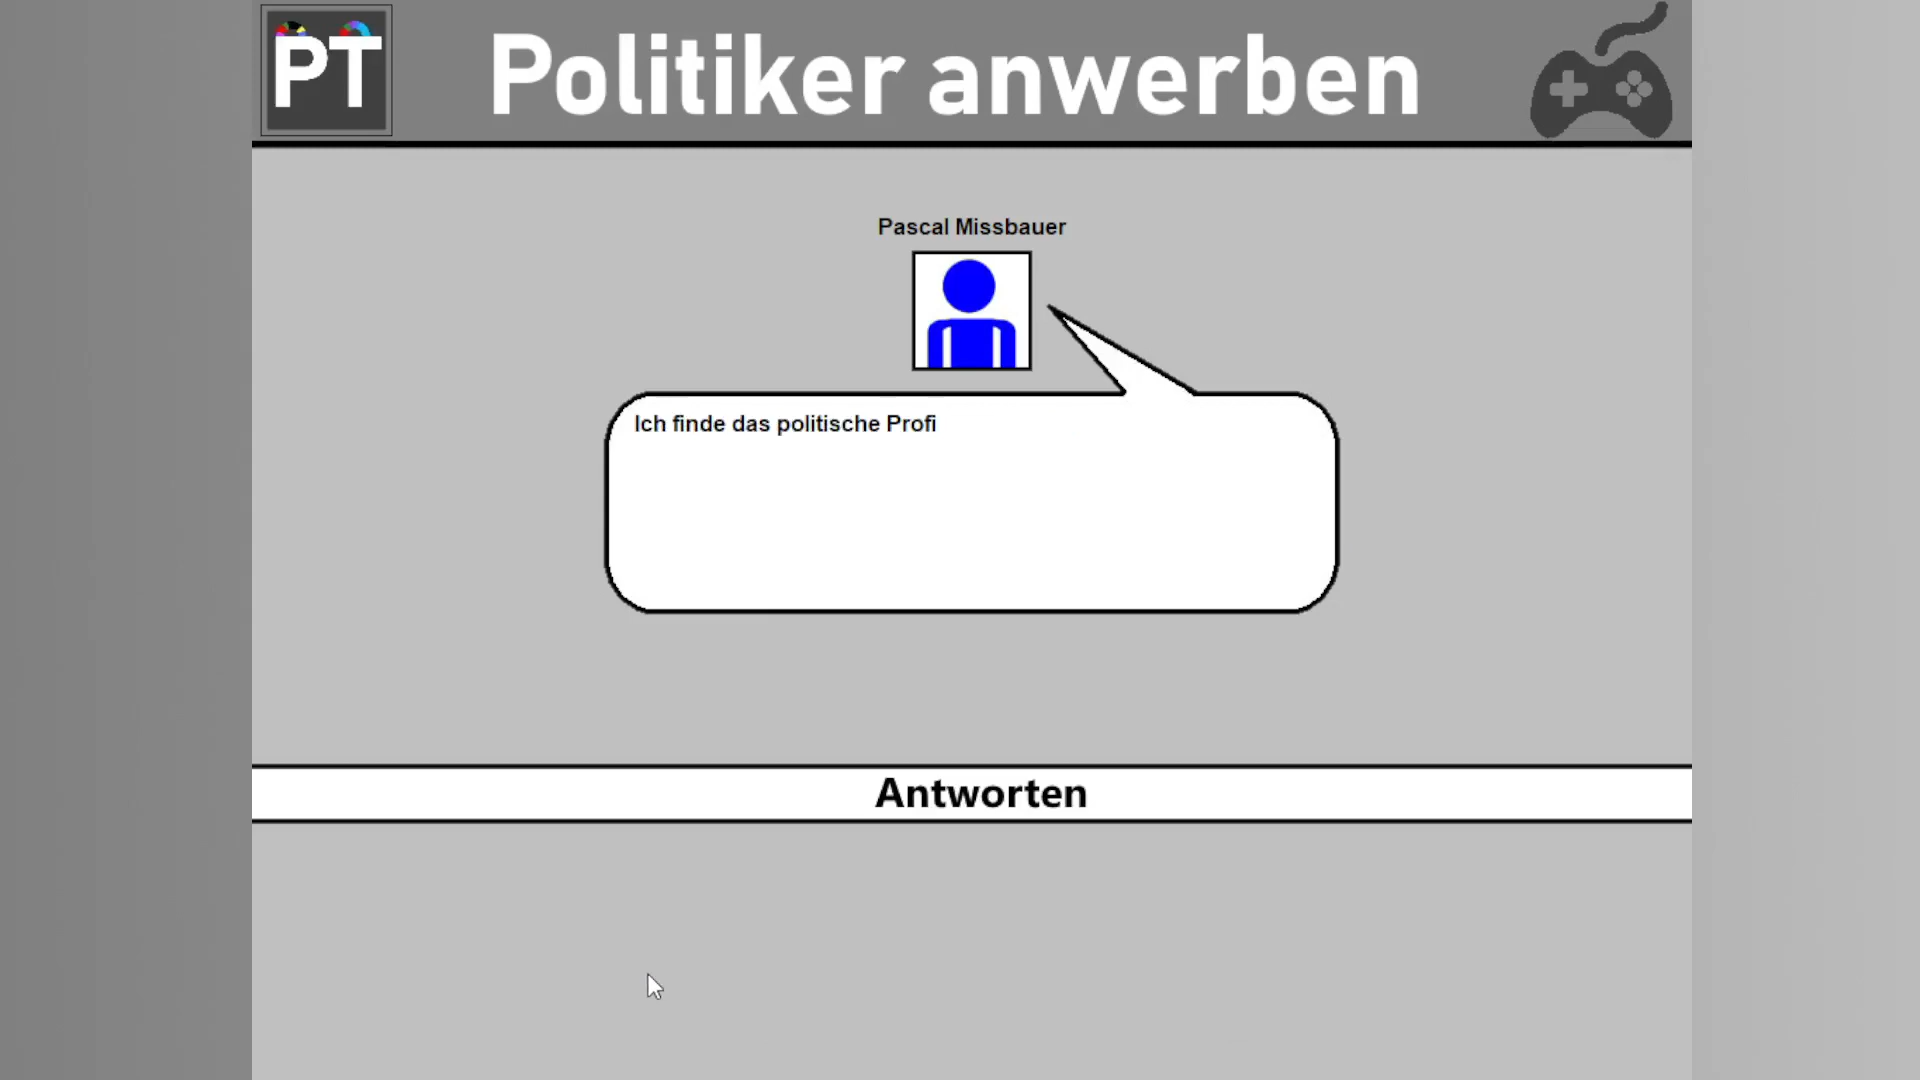 PT
Politiker anwerben
Pascal Missbauer
Ich finde das politische Profi
Antworten